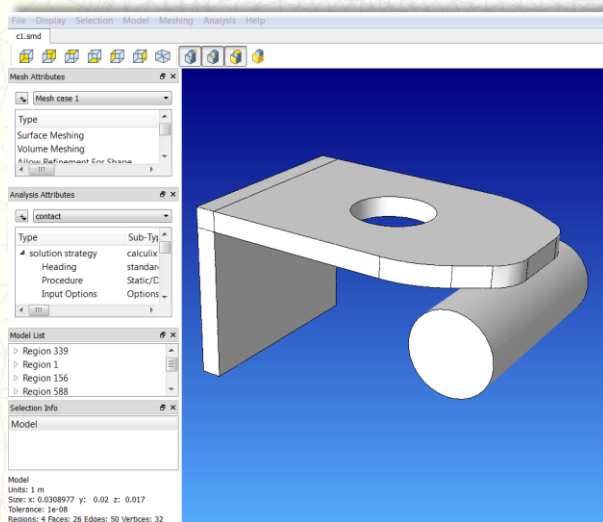 File Display Selection Model Meshing Analysis Help
c1.smd
Mesh Attributes
Mesh case 1
Type
Surface Meshing
Volume Meshing
Allow Refinement For Shape
Analysis Attributes
contact
Type Sub-Typ
solution strategy calculix
Heading standar
Procedure Static/D
Input Options Options
Model List
Region 339
Region 1
Region 156
Region 588
Selection Info
Model
Model
Units: 1 m
Size: x: 0.0308977 y: 0.02 z: 0.017
Tolerance: 1e-08
Regions: 4 Faces: 26 Edges: 50 Vertices: 32